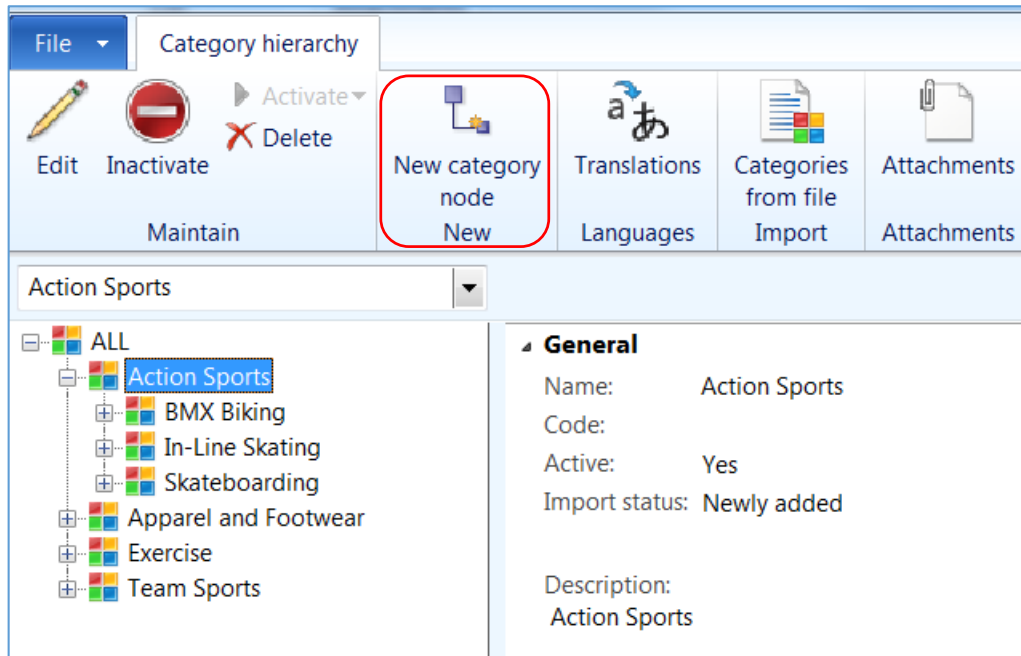 File
Category hierarchy
Edit
Inactivate
Activate
Delete
Maintain
New category
node
New
a あ
Translations
Languages
Categories
from file
Import
Attachments
Attachments
Action Sports
ALL
Action Sports
BMX Biking
In-Line Skating
Skateboarding
Apparel and Footwear
Exercise
Team Sports
General
Name: Action Sports
Code:
Active: Yes
Import status: Newly added
Description:
Action Sports